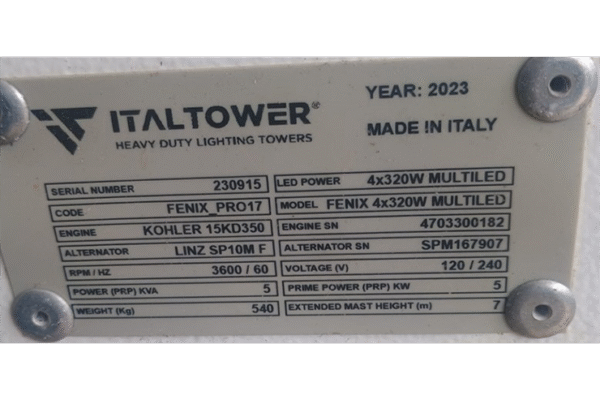 ITALTOWER®
HEAVY DUTY LIGHTING TOWERS
YEAR: 2023
MADE IN ITALY
SERIAL NUMBER 230915 LED POWER 4x320W MULTILED
CODE FENIX_PRO17 MODEL FENIX 4x320W MULTILED
ENGINE KOHLER 15KD350 ENGINE SN 4703300182
ALTERNATOR LINZ SP10M F ALTERNATOR SN SPM167907
RPM / HZ 3600 / 60 VOLTAGE (V) 120 / 240
POWER (PRP) KVA 5 PRIME POWER (PRP) KW 5
WEIGHT (Kg) 540 EXTENDED MAST HEIGHT (m) 7